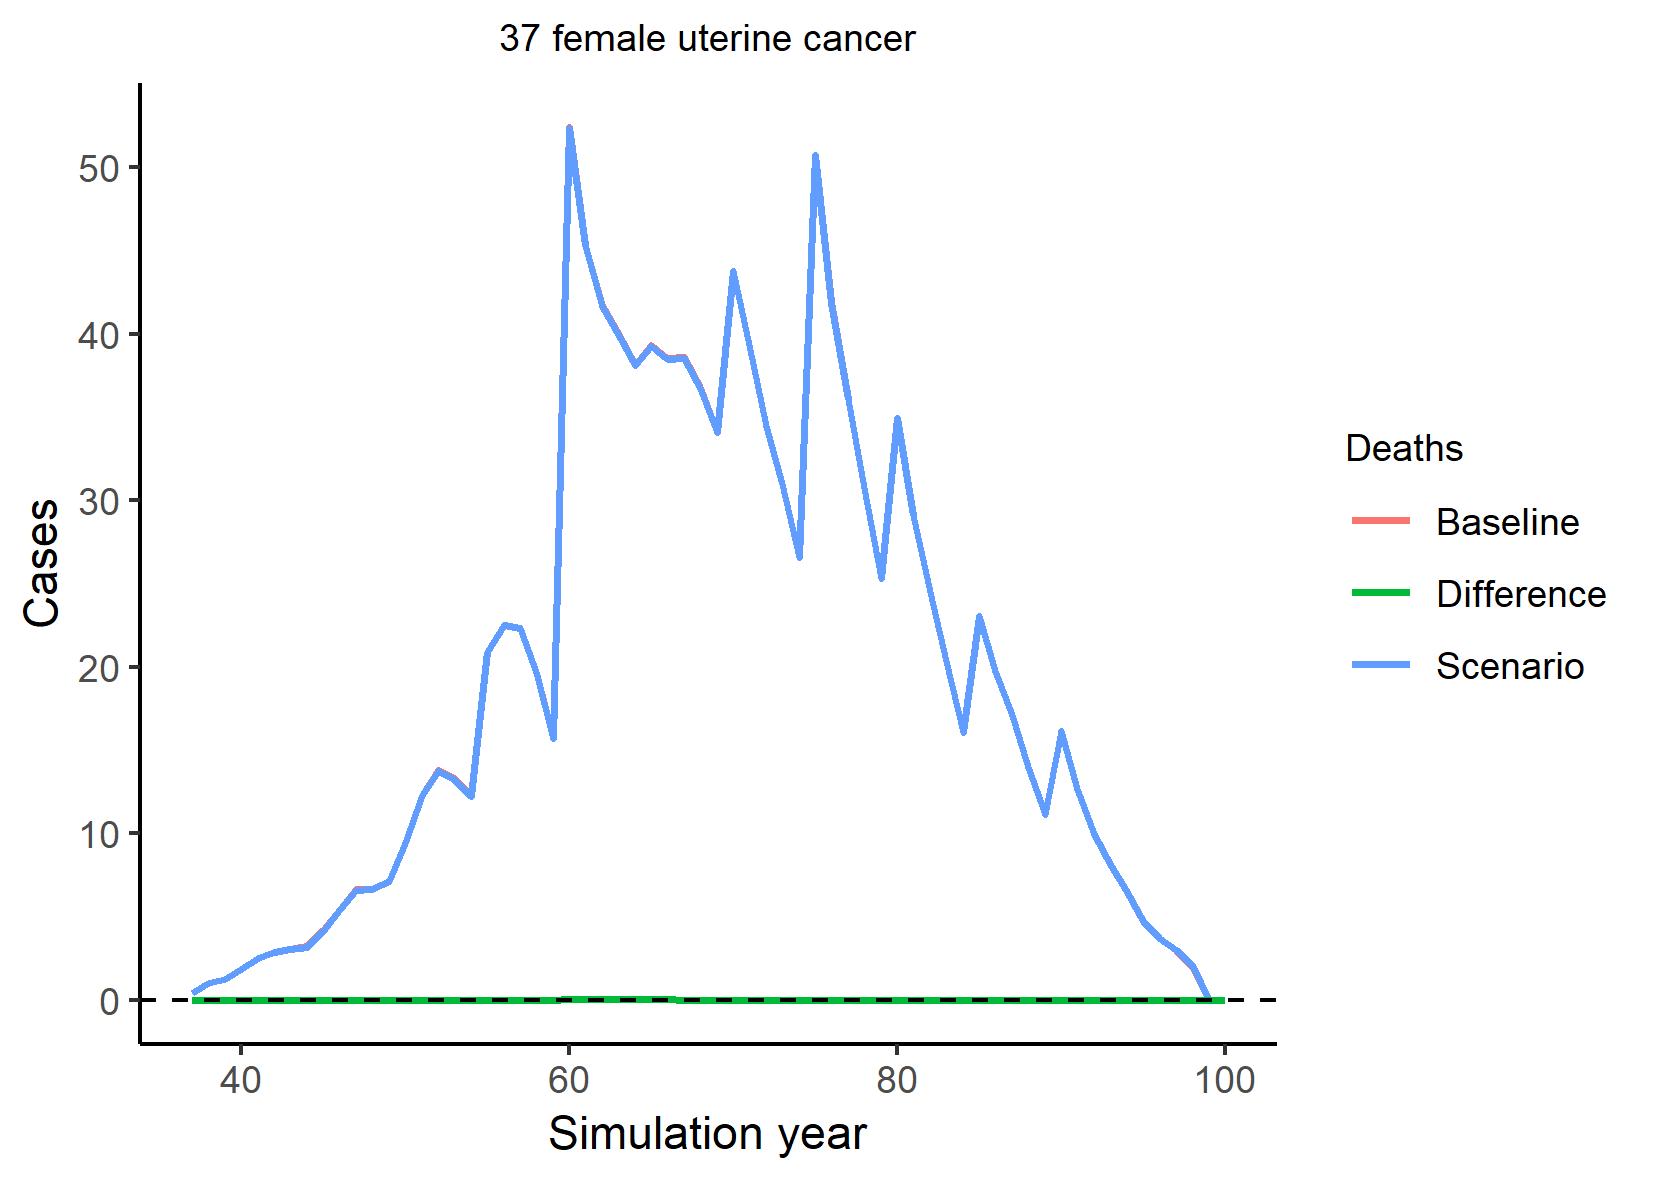 37 female uterine cancer
Cases
50
40
30
20
10
0
40 60 80 100
Simulation year
Deaths
Baseline
Difference
Scenario